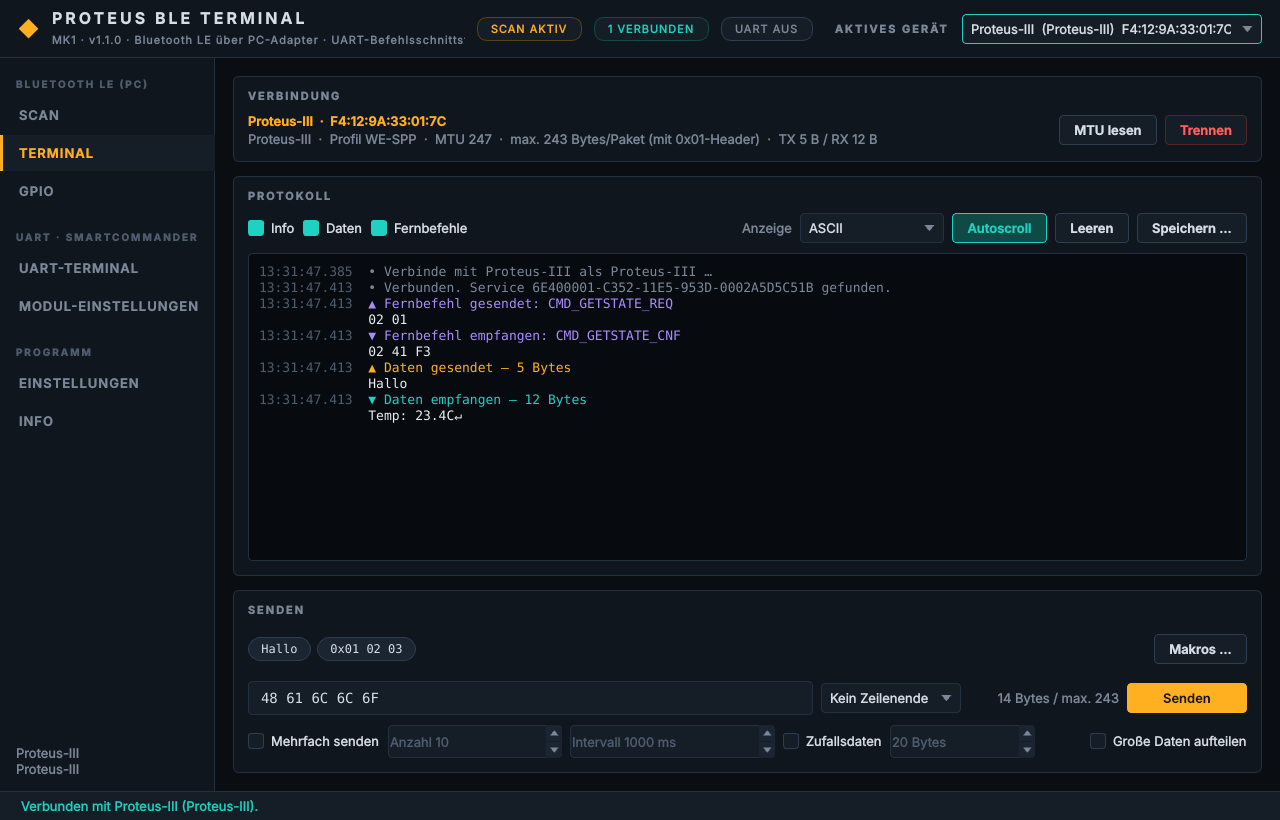 PROTEUS BLE TERMINAL
MK1 · v1.1.0 · Bluetooth LE über PC-Adapter · UART-Befehlsschnitts
SCAN AKTIV
1 VERBUNDEN
UART AUS
AKTIVES GERÄT
Proteus-III (Proteus-III) F4:12:9A:33:01:7C
BLUETOOTH LE (PC)
SCAN
TERMINAL
GPIO
UART · SMARTCOMMANDER
UART-TERMINAL
MODUL-EINSTELLUNGEN
PROGRAMM
EINSTELLUNGEN
INFO
Proteus-III
Proteus-III
VERBINDUNG
Proteus-III · F4:12:9A:33:01:7C
Proteus-III · Profil WE-SPP · MTU 247 · max. 243 Bytes/Paket (mit 0x01-Header) · TX 5 B / RX 12 B
MTU lesen
Trennen
PROTOKOLL
Info
Daten
Fernbefehle
Anzeige
ASCII
Autoscroll
Leeren
Speichern ...
13:31:47.385 • Verbinde mit Proteus-III als Proteus-III …
13:31:47.413 • Verbunden. Service 6E400001-C352-11E5-953D-0002A5D5C51B gefunden.
13:31:47.413 ▲ Fernbefehl gesendet: CMD_GETSTATE_REQ
02 01
13:31:47.413 ▼ Fernbefehl empfangen: CMD_GETSTATE_CNF
02 41 F3
13:31:47.413 ▲ Daten gesendet — 5 Bytes
Hallo
13:31:47.413 ▼ Daten empfangen — 12 Bytes
Temp: 23.4C↵
SENDEN
Hallo
0x01 02 03
Makros ...
48 61 6C 6C 6F
Kein Zeilenende
14 Bytes / max. 243
Senden
Mehrfach senden
Anzahl 10
Intervall 1000 ms
Zufallsdaten
20 Bytes
Große Daten aufteilen
Verbunden mit Proteus-III (Proteus-III).